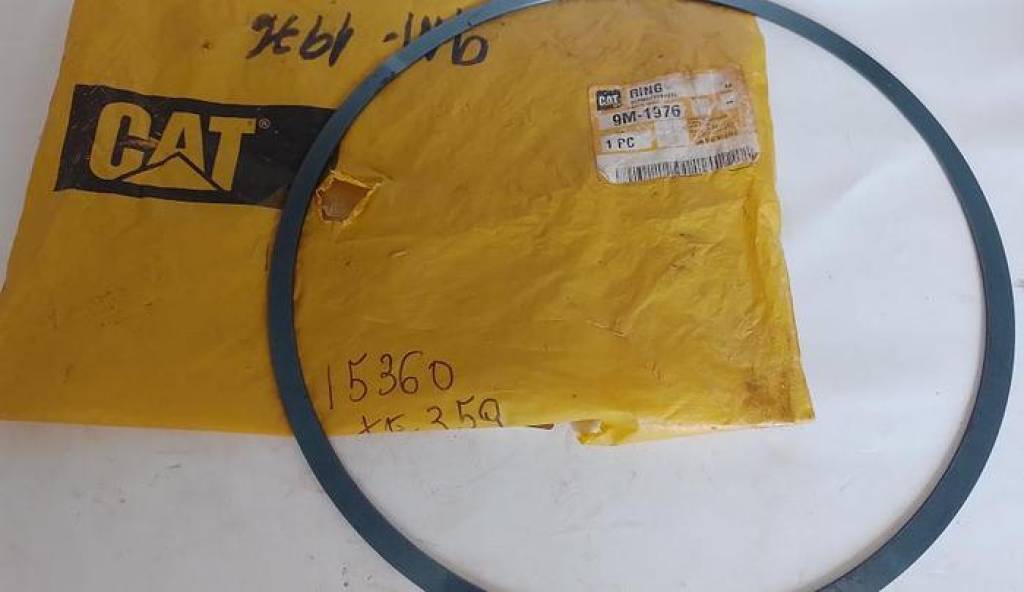 9M-1976
CAT®
CAT RING
9M-1976
1 PC
15360